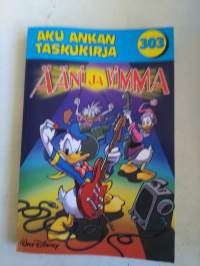 AKU ANKAN
TASKUKIRJA
303
ÄÄNI JA VIMMA
WALT DISNEY